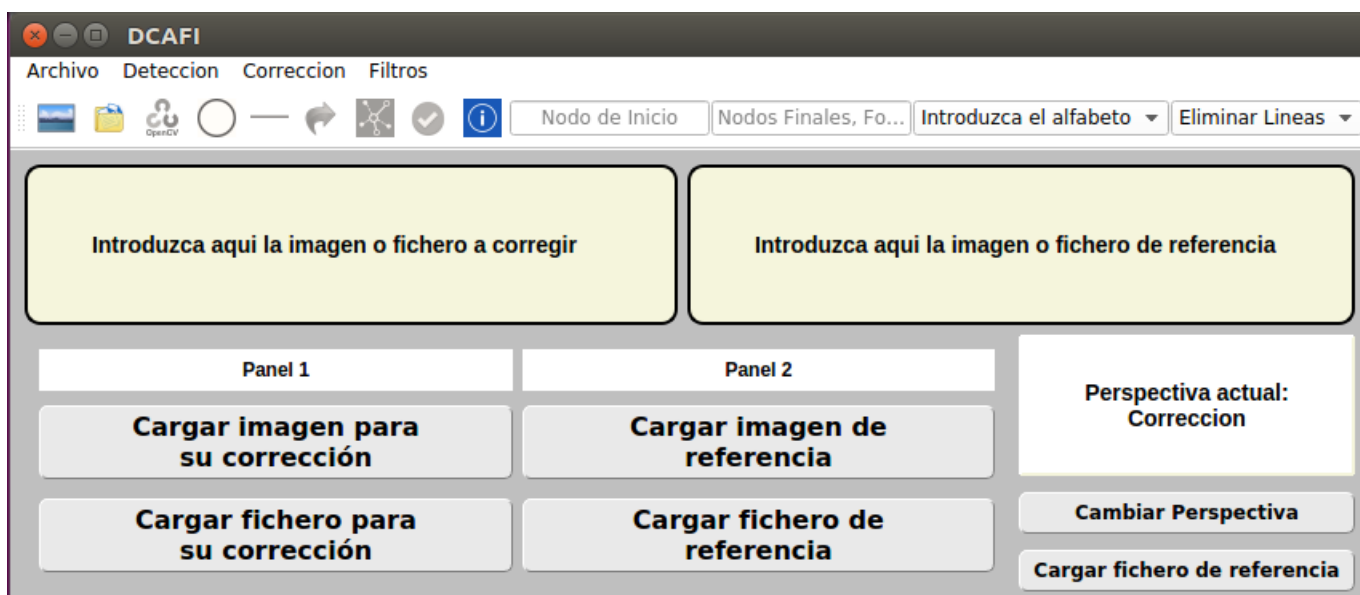 DCAFI
Archivo Deteccion Correccion Filtros
OpenCV Nodo de Inicio Nodos Finales, Fo... Introduzca el alfabeto Eliminar Lineas
Introduzca aqui la imagen o fichero a corregir
Introduzca aqui la imagen o fichero de referencia
Panel 1
Panel 2
Perspectiva actual:
Correccion
Cargar imagen para
su corrección
Cargar imagen de
referencia
Cargar fichero para
su corrección
Cargar fichero de
referencia
Cambiar Perspectiva
Cargar fichero de referencia